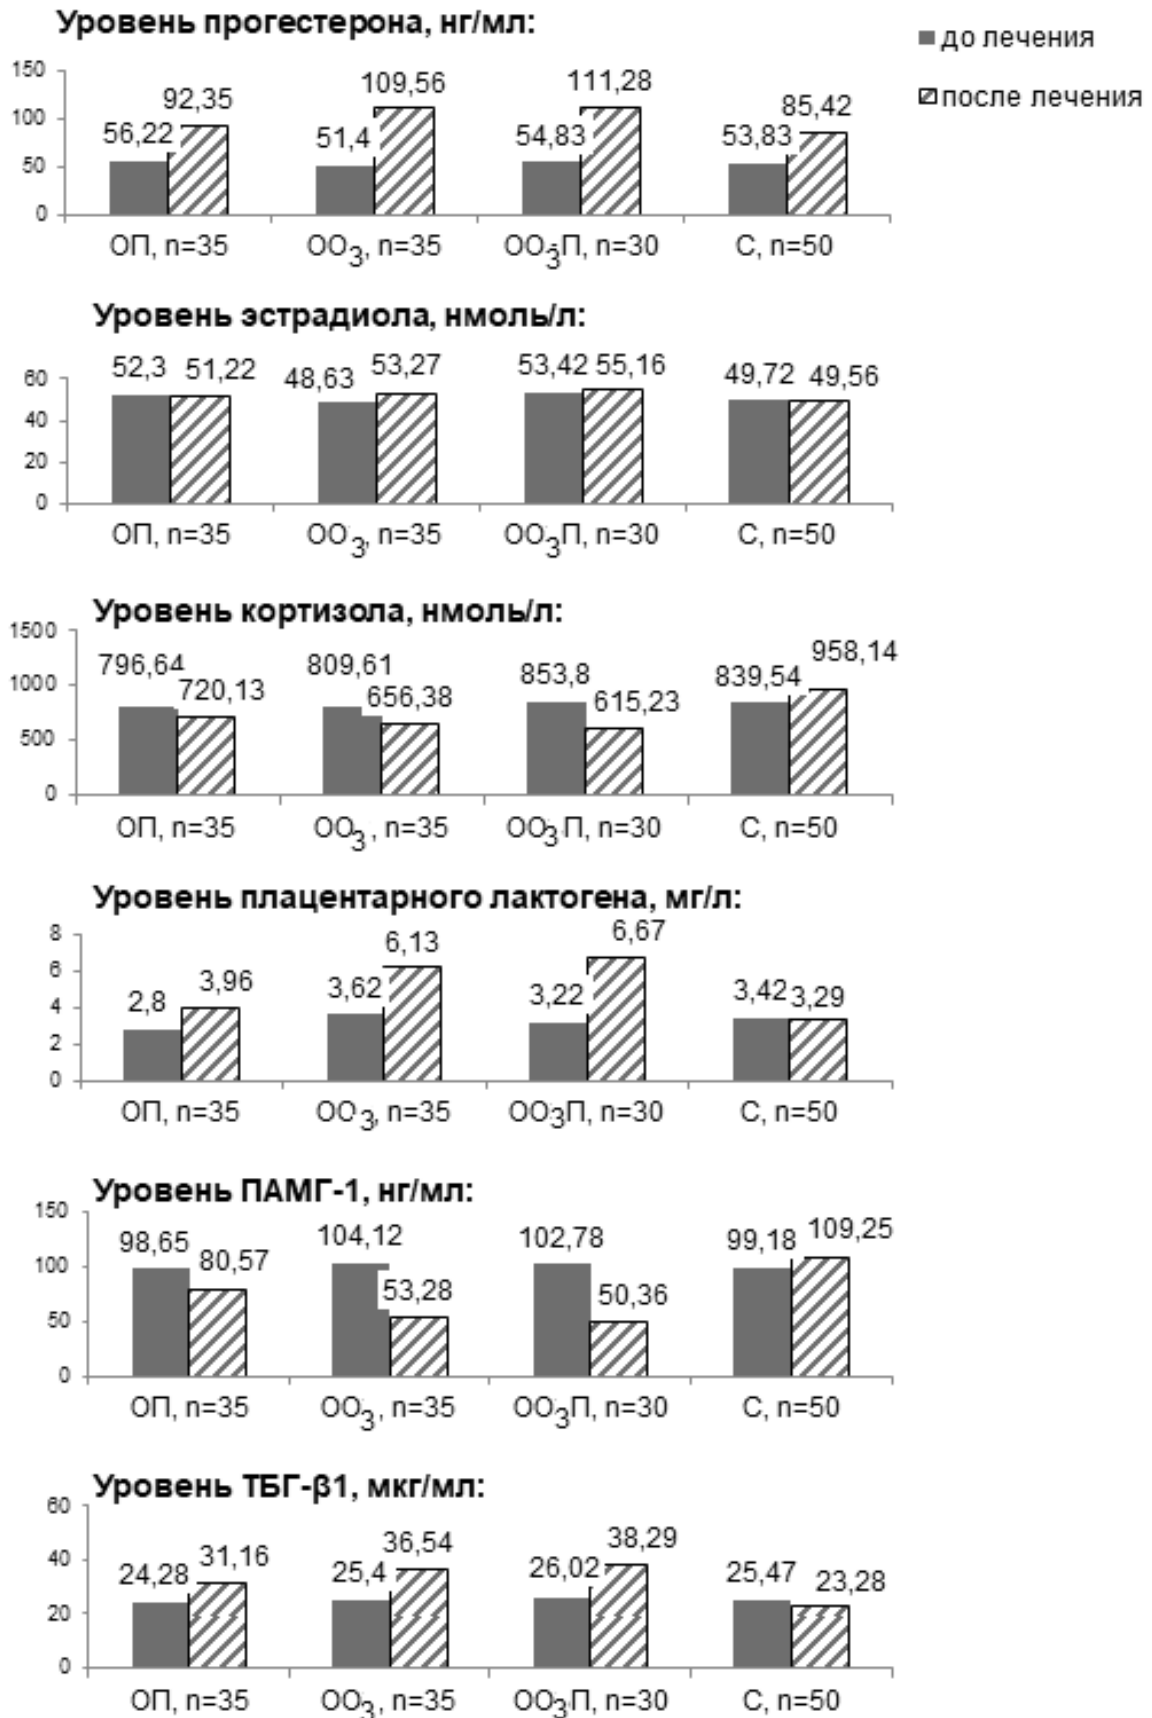 Уровень прогестерона, нг/мл:
до лечения
после лечения
150
100
50
0
56,22 92,35 51,4 109,56 54,83 111,28 53,83 85,42
ОП, n=35 ОО3, n=35 ОО3П, n=30 С, n=50
Уровень эстрадиола, нмоль/л:
60
40
20
0
52,3 51,22 48,63 53,27 53,42 55,16 49,72 49,56
ОП, n=35 ОО3, n=35 ОО3П, n=30 С, n=50
Уровень кортизола, нмоль/л:
1500
1000
500
0
796,64 720,13 809,61 656,38 853,8 615,23 839,54 958,14
ОП, n=35 ОО3, n=35 ОО3П, n=30 С, n=50
Уровень плацентарного лактогена, мг/л:
8
6
4
2
0
2,8 3,96 3,62 6,13 3,22 6,67 3,42 3,29
ОП, n=35 ОО3, n=35 ОО3П, n=30 С, n=50
Уровень ПАМГ-1, нг/мл:
150
100
50
0
98,65 80,57 104,12 53,28 102,78 50,36 99,18 109,25
ОП, n=35 ОО3, n=35 ОО3П, n=30 С, n=50
Уровень ТБГ-β1, мкг/мл:
60
40
20
0
24,28 31,16 25,4 36,54 26,02 38,29 25,47 23,28
ОП, n=35 ОО3, n=35 ОО3П, n=30 С, n=50